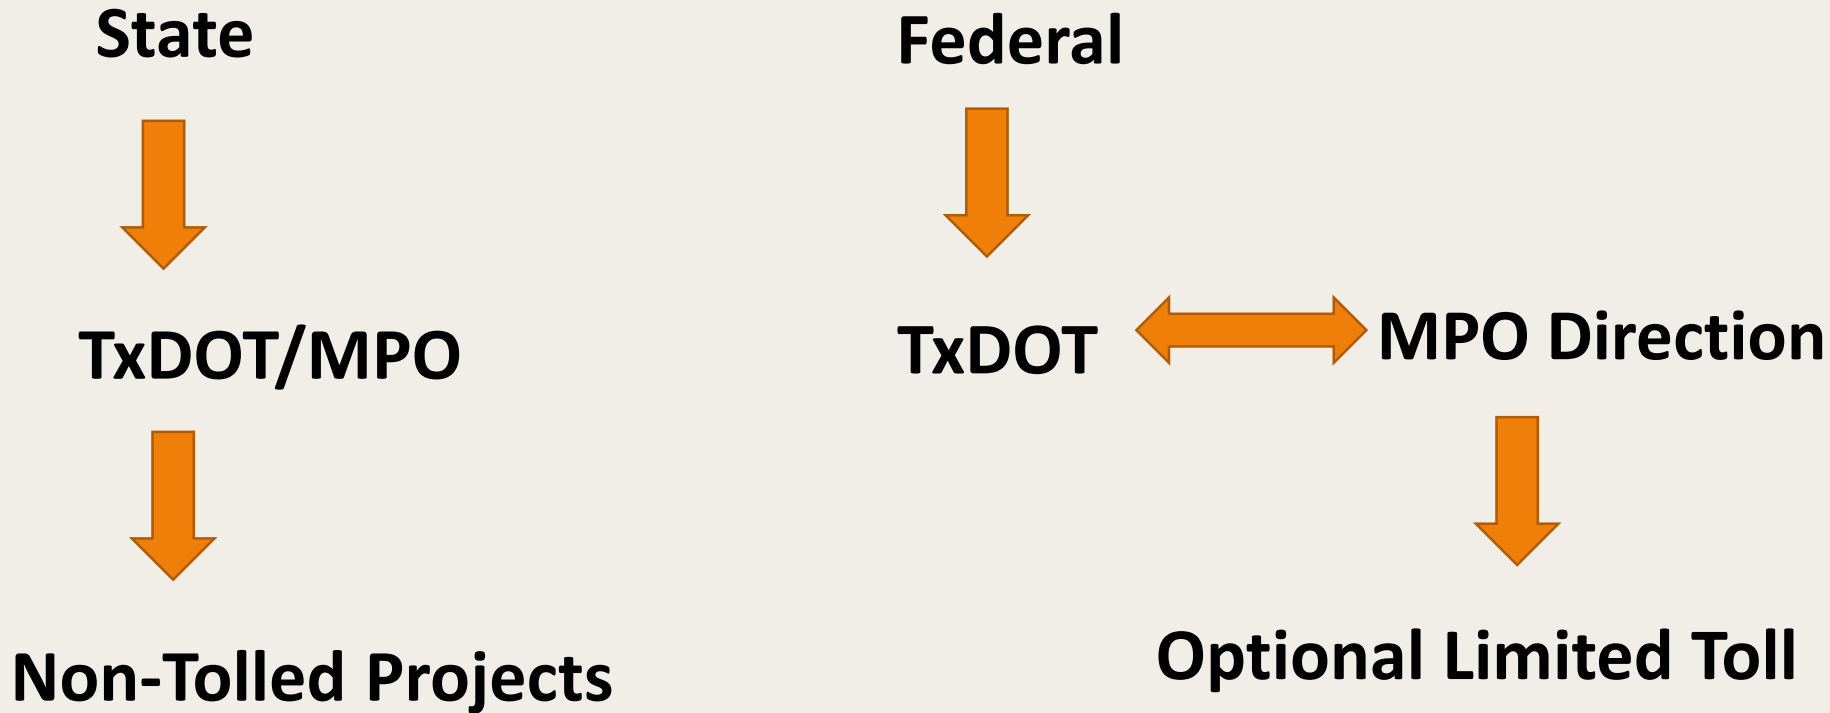 State
Federal
TxDOT/MPO
TxDOT
MPO Direction
Non-Tolled Projects
Optional Limited Toll